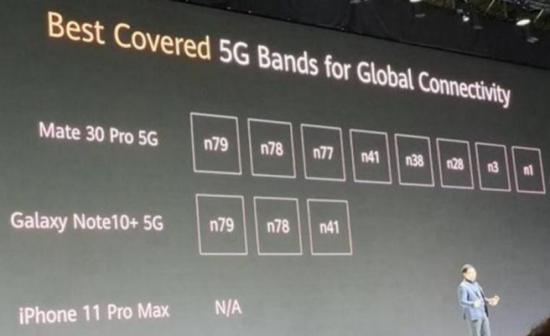 Best Covered 5G Bands for Global Connectivity
Mate 30 Pro 5G n79 n78 n77 n41 n38 n28 n3 n1
Galaxy Note10+ 5G n79 n78 n41
iPhone 11 Pro Max N/A